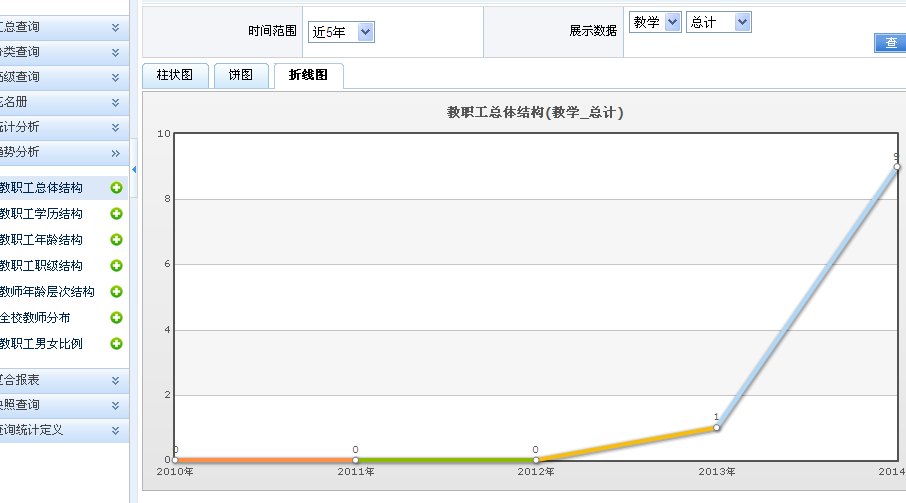 总查询
类查询
级查询
名册
计分析
趋势分析
教职工总体结构
教职工学历结构
教职工年龄结构
教职工职级结构
教师年龄层次结构
全校教师分布
教职工男女比例
合报表
照查询
查询统计定义
时间范围
近5年
展示数据
教学
总计
查
柱状图
饼图
折线图
教职工总体结构(教学_总计)
10
8
6
4
2
0
0
0
0
1
9
2010年
2011年
2012年
2013年
2014